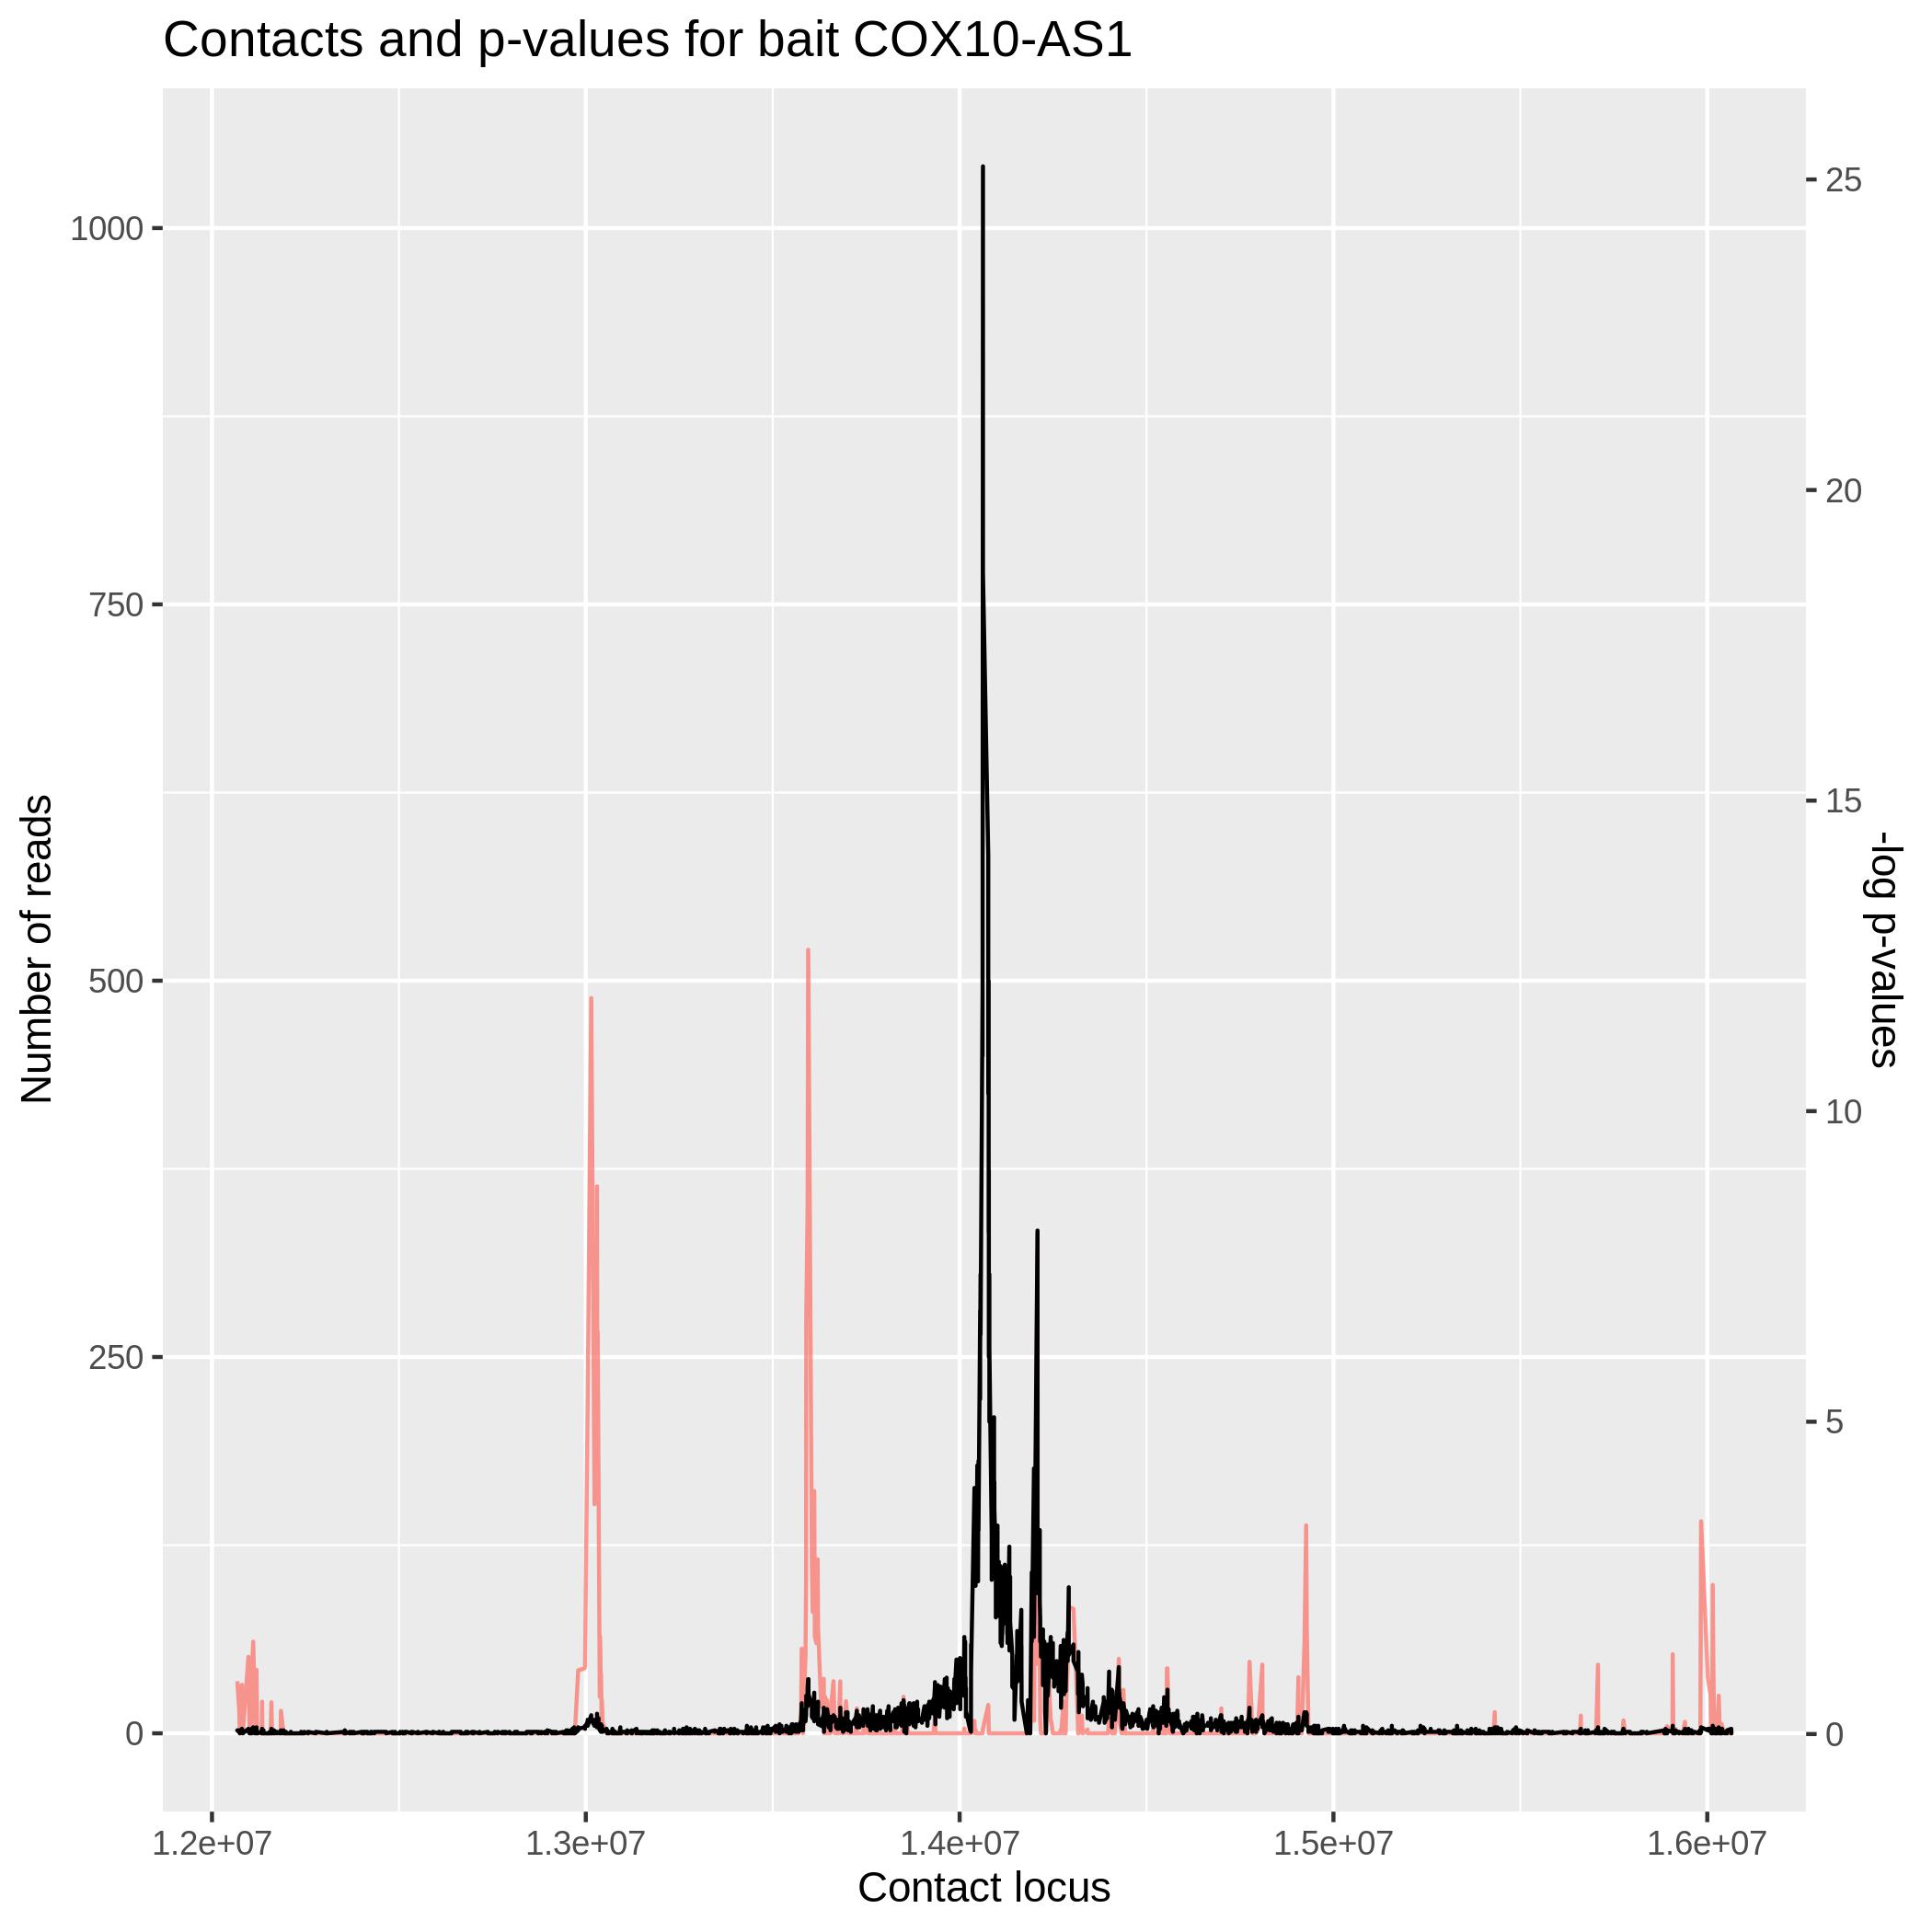 Contacts and p-values for bait COX10-AS1
1000
750
500
250
0
Number of reads
25
20
15
10
5
0
-log p-values
1.2e+07
1.3e+07
1.4e+07
1.5e+07
1.6e+07
Contact locus